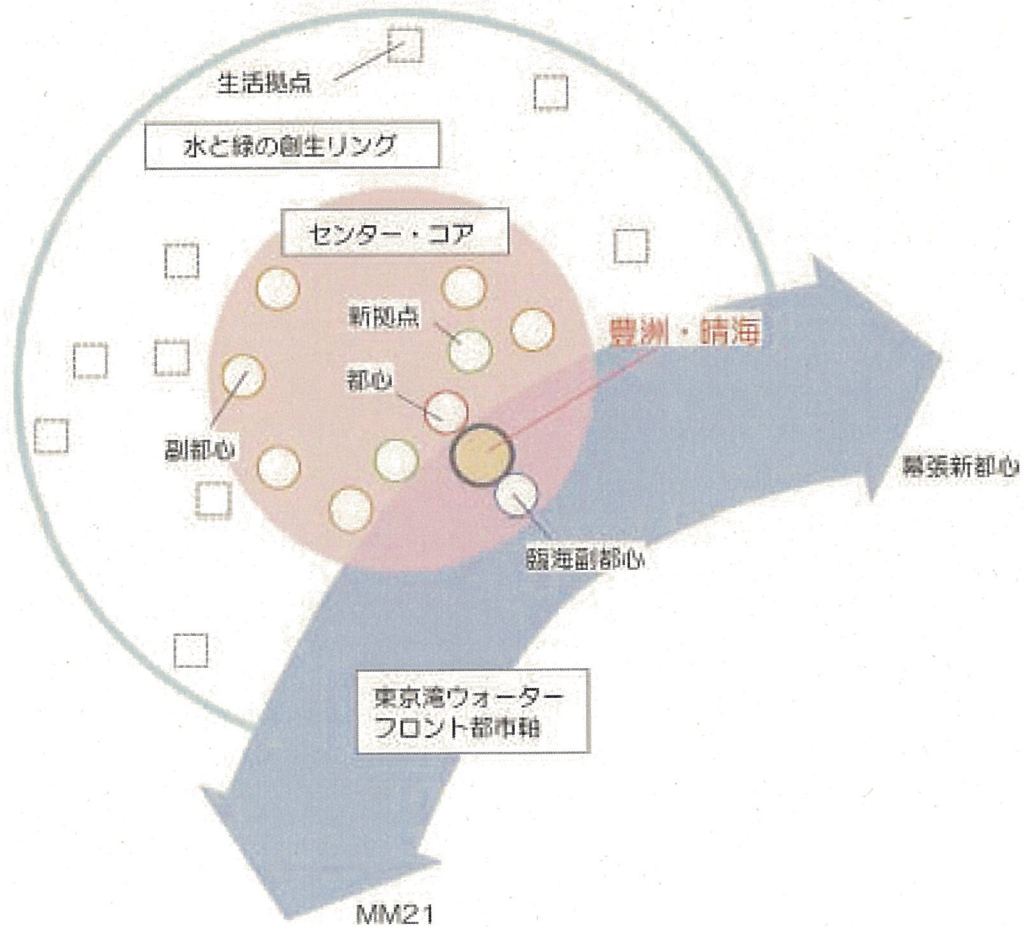 生活拠点
水と緑の創生リング
センター・コア
新拠点
豊洲・晴海
都心
副都心
幕張新都心
臨海副都心
東京湾ウォーター
フロント都市軸
MM21